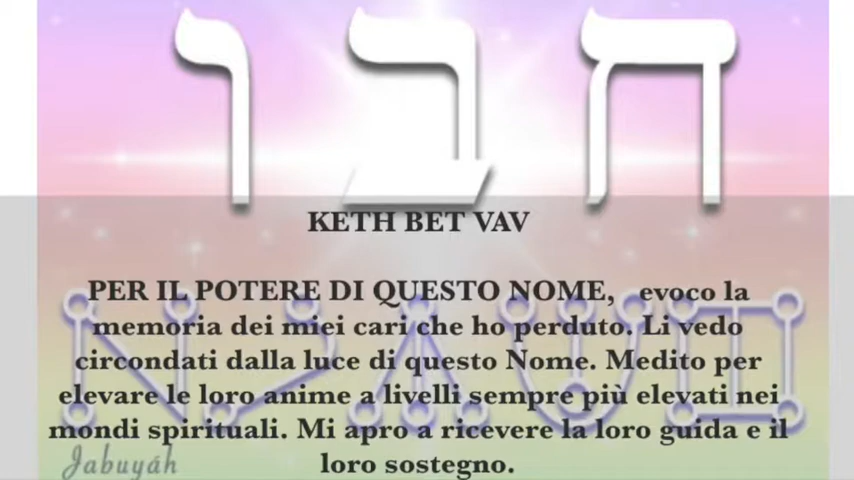 חבו
KETH BET VAV
PER IL POTERE DI QUESTO NOME, evoco la
memoria dei miei cari che ho perduto. Li vedo
circondati dalla luce di questo Nome. Medito per
elevare le loro anime a livelli sempre più elevati nei
mondi spirituali. Mi apro a ricevere la loro guida e il
loro sostegno.
Jabuyáh